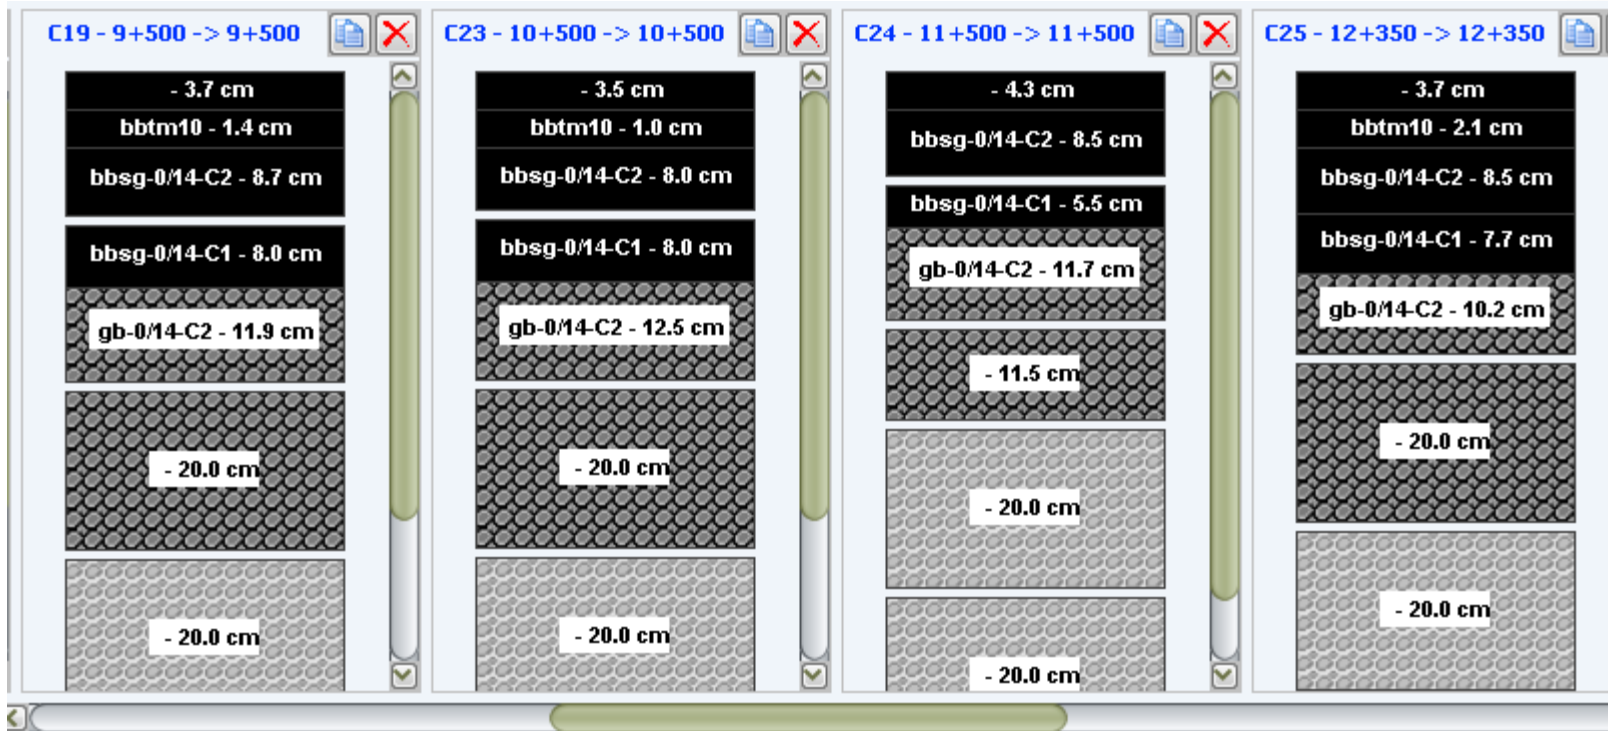 C19 - 9+500 -> 9+500
- 3.7 cm
bbtm10 - 1.4 cm
bbsg-0/14-C2 - 8.7 cm
bbsg-0/14-C1 - 8.0 cm
gb-0/14-C2 - 11.9 cm
- 20.0 cm
- 20.0 cm
C23 - 10+500 -> 10+500
- 3.5 cm
bbtm10 - 1.0 cm
bbsg-0/14-C2 - 8.0 cm
bbsg-0/14-C1 - 8.0 cm
gb-0/14-C2 - 12.5 cm
- 20.0 cm
- 20.0 cm
C24 - 11+500 -> 11+500
- 4.3 cm
bbsg-0/14-C2 - 8.5 cm
bbsg-0/14-C1 - 5.5 cm
gb-0/14-C2 - 11.7 cm
- 11.5 cm
- 20.0 cm
- 20.0 cm
C25 - 12+350 -> 12+350
- 3.7 cm
bbtm10 - 2.1 cm
bbsg-0/14-C2 - 8.5 cm
bbsg-0/14-C1 - 7.7 cm
gb-0/14-C2 - 10.2 cm
- 20.0 cm
- 20.0 cm